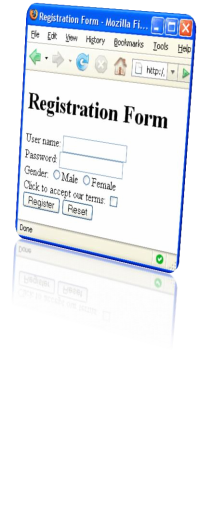 Registration Form - Mozilla Fi...
File Edit View History Bookmarks Tools Help
http:/
Registration Form
User name:
Password:
Gender: Male Female
Click to accept our terms:
Register Reset
Done